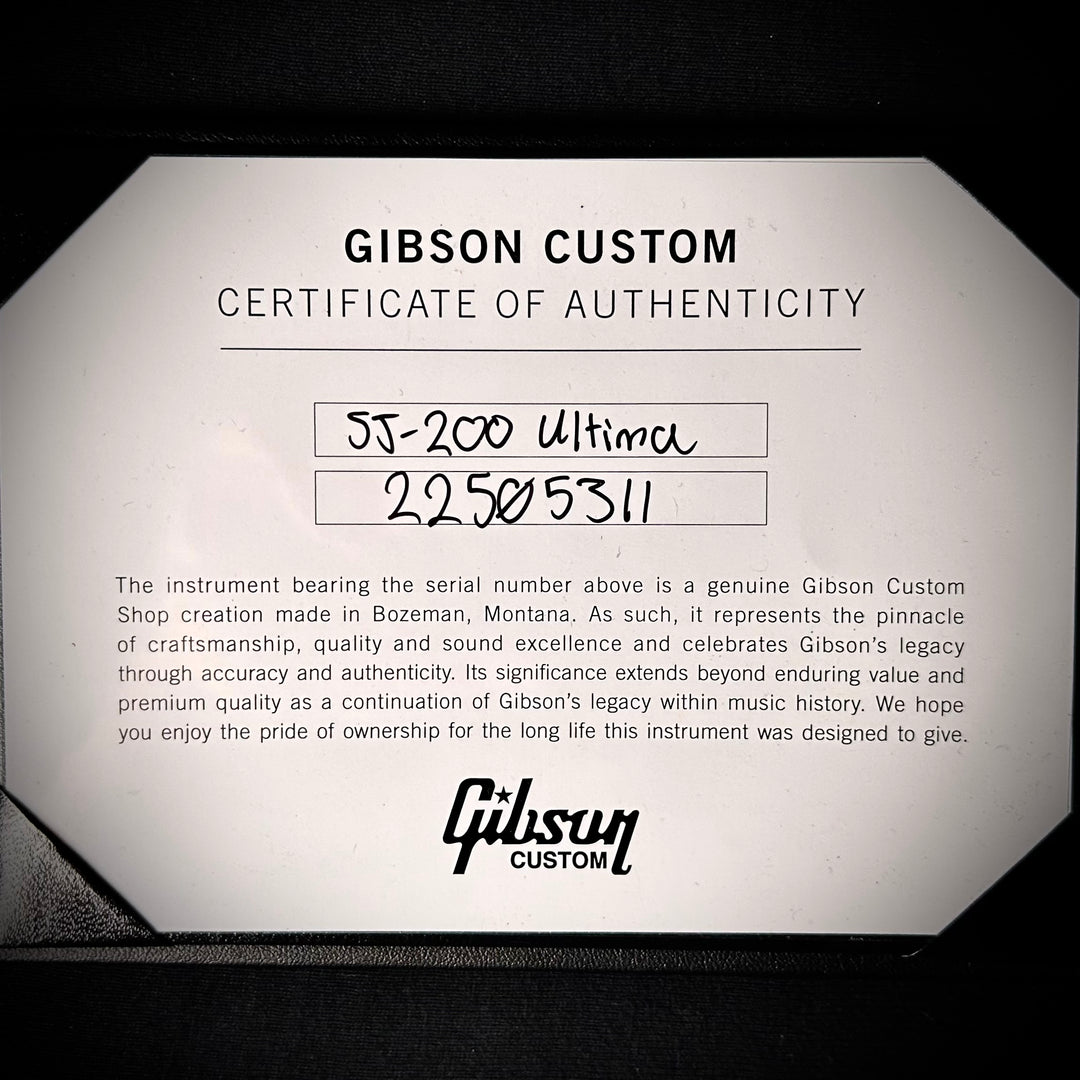 GIBSON CUSTOM
CERTIFICATE OF AUTHENTICITY
SJ-200 Ultima
22505311
The instrument bearing the serial number above is a genuine Gibson Custom
Shop creation made in Bozeman, Montana. As such, it represents the pinnacle
of craftsmanship, quality and sound excellence and celebrates Gibson's legacy
through accuracy and authenticity. Its significance extends beyond enduring value and
premium quality as a continuation of Gibson's legacy within music history. We hope
you enjoy the pride of ownership for the long life this instrument was designed to give.
Gibson
CUSTOM